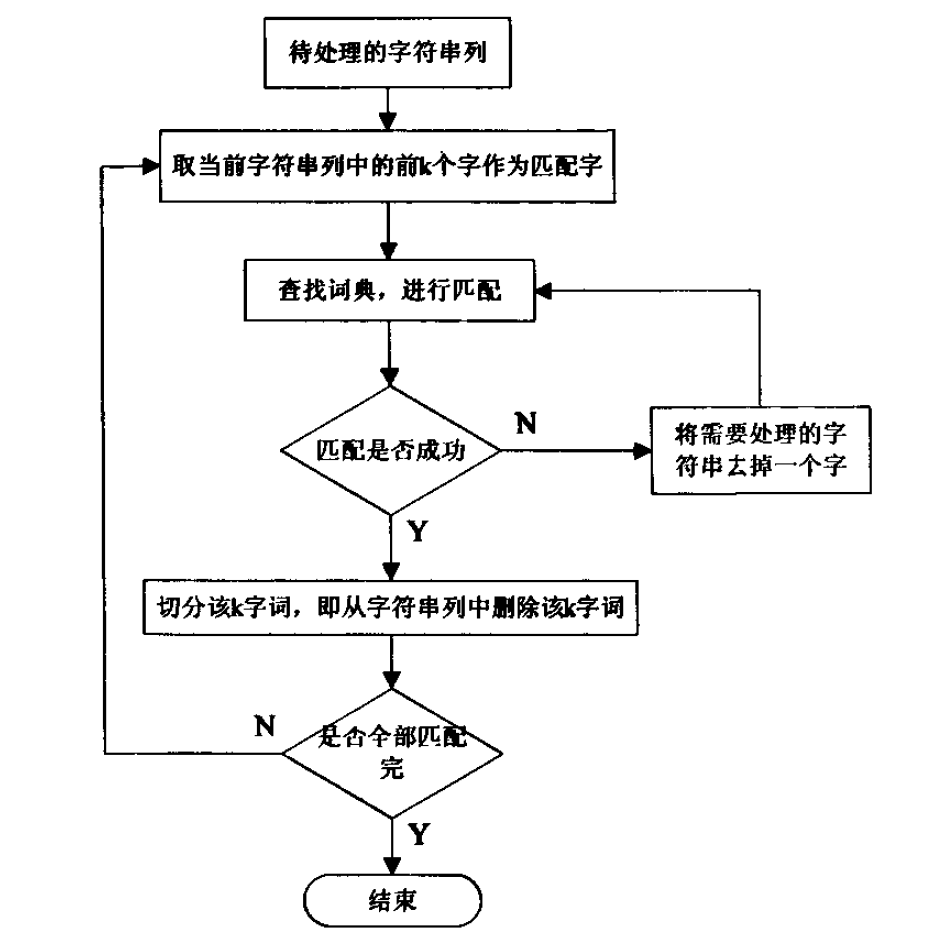 待处理的字符串列
取当前字符串列中的前k个字作为匹配字
查找词典，进行匹配
匹配是否成功
N
将需要处理的字
符串去掉一个字
Y
切分该k字词，即从字符串列中删除该k字词
N
是否全部匹配
完
Y
结束